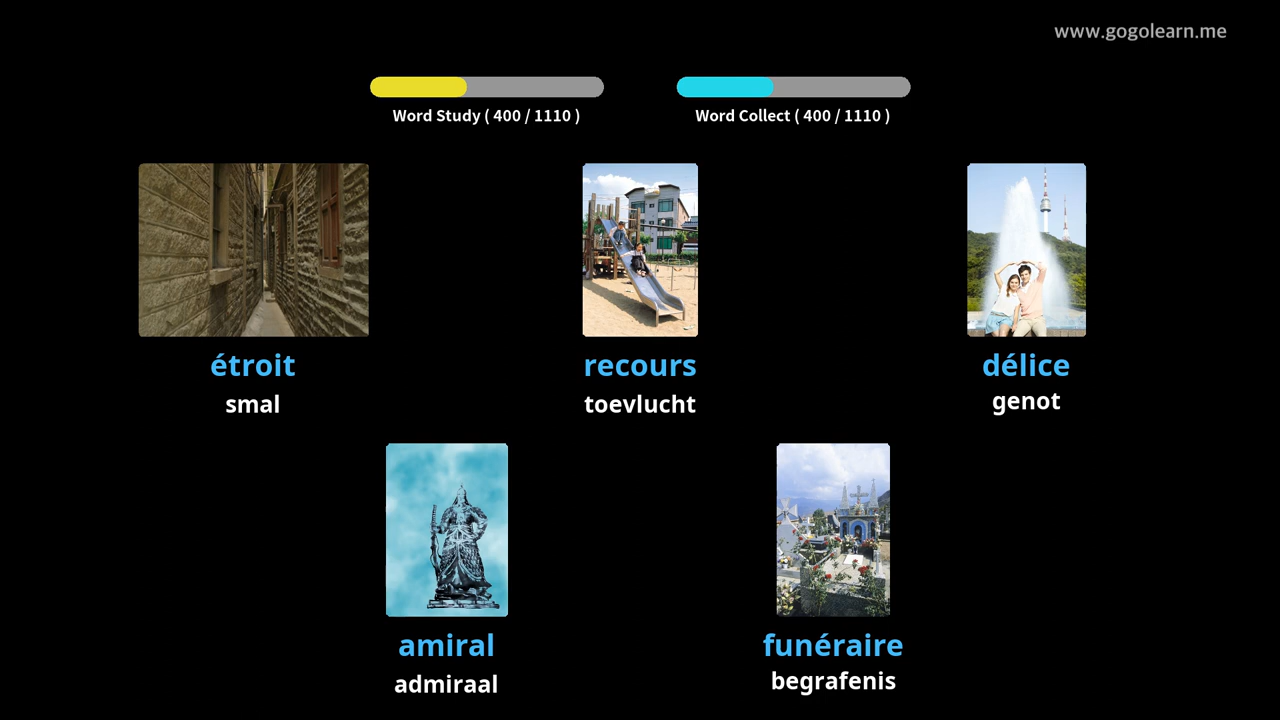 www.gogolearn.me
Word Study ( 400 / 1110 )
Word Collect ( 400 / 1110 )
étroit
smal
recours
toevlucht
délice
genot
amiral
admiraal
funéraire
begrafenis